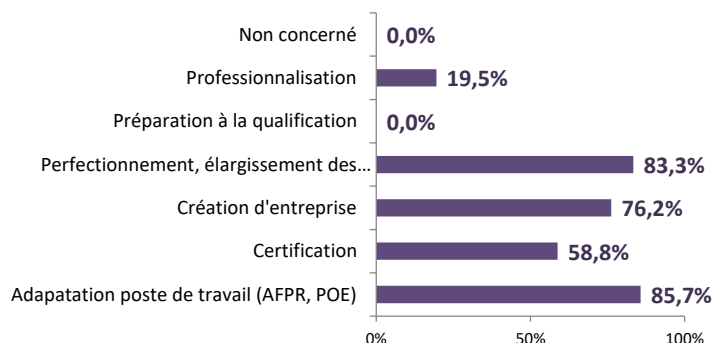 Non concerné 0,0%
Professionnalisation 19,5%
Préparation à la qualification 0,0%
Perfectionnement, élargissement des... 83,3%
Création d'entreprise 76,2%
Certification 58,8%
Adapatation poste de travail (AFPR, POE) 85,7%
0% 50% 100%